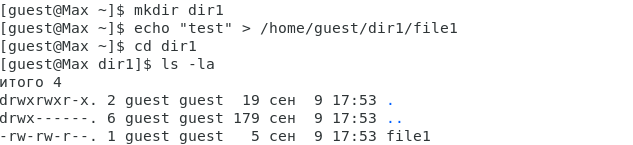 [guest@Max ~]$ mkdir dir1
[guest@Max ~]$ echo "test" > /home/guest/dir1/file1
[guest@Max ~]$ cd dir1
[guest@Max dir1]$ ls -la
итого 4
drwxrwxr-x. 2 guest guest  19 сен  9 17:53 .
drwx------. 6 guest guest 179 сен  9 17:53 ..
-rw-rw-r--. 1 guest guest   5 сен  9 17:53 file1